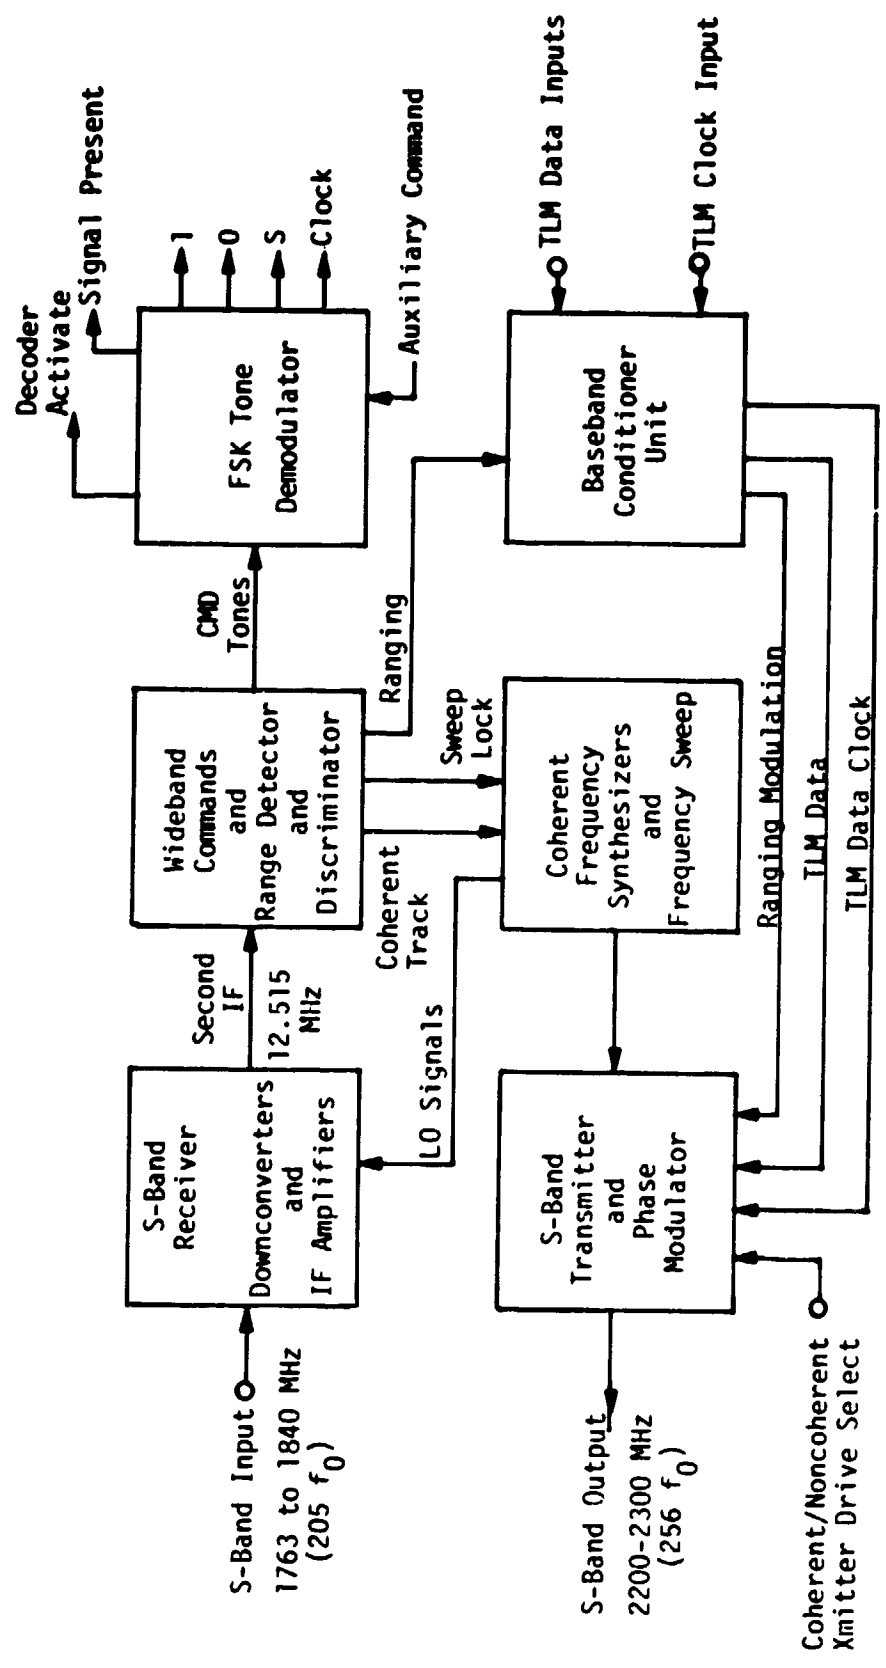 Decoder
Activate
Signal Present
1
0
S
Clock
FSK Tone
Demodulator
Auxiliary Command
CMD
Tones
Wideband
Commands
and
Range Detector
and
Discriminator
Second
IF
12.515
MHz
S-Band
Receiver
Downconverters
and
IF Amplifiers
S-Band Input
1763 to 1840 MHz
(205 f0)
Ranging
Sweep
Lock
Coherent
Track
LO Signals
TLM Data Inputs
TLM Clock Input
Baseband
Conditioner
Unit
Coherent
Frequency
Synthesizers
and
Frequency Sweep
S-Band
Transmitter
and
Phase
Modulator
S-Band Output
2200-2300 MHz
(256 f0)
Ranging Modulation
TLM Data
TLM Data Clock
Coherent/Noncoherent
Xmitter Drive Select